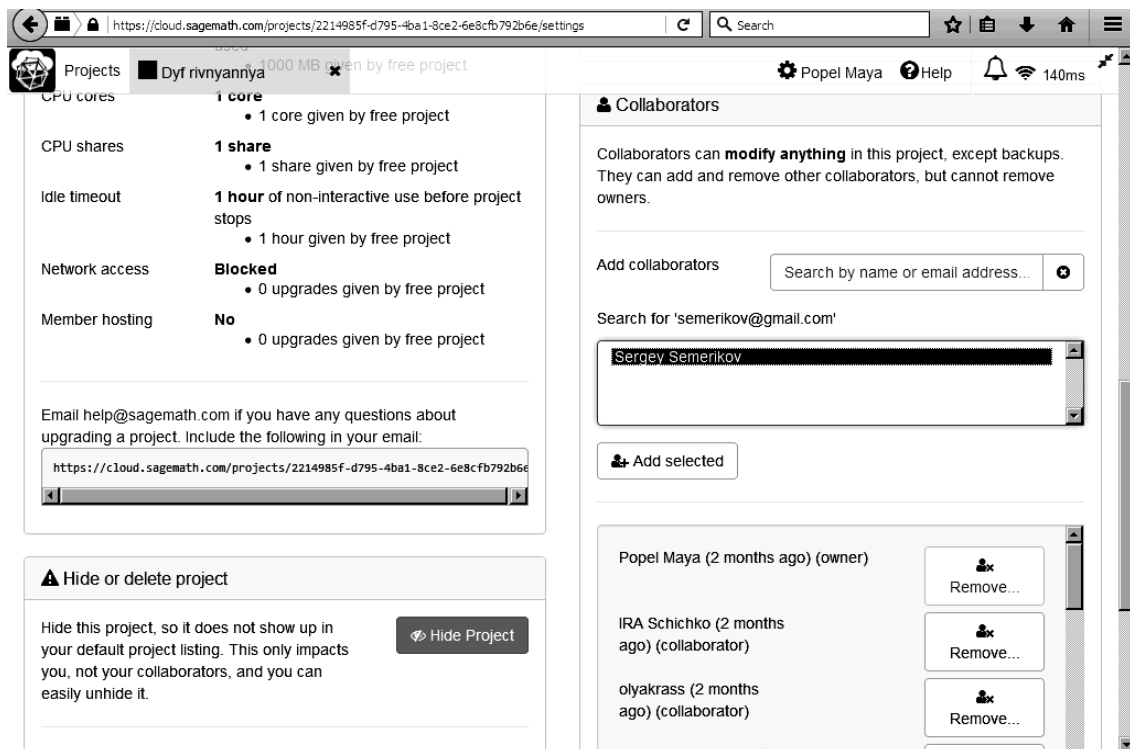 https://cloud.sagemath.com/projects/2214985f-d795-4ba1-8ce2-6e8cfb792b6e/settings
Search
Projects
Dyf rivnyannya
Popel Maya
Help
140ms
used
1000 MB given by free project
CPU cores
1 core
• 1 core given by free project
CPU shares
1 share
• 1 share given by free project
Idle timeout
1 hour of non-interactive use before project
stops
• 1 hour given by free project
Network access
Blocked
• 0 upgrades given by free project
Member hosting
No
• 0 upgrades given by free project
Email help@sagemath.com if you have any questions about
upgrading a project. Include the following in your email:
https://cloud.sagemath.com/projects/2214985f-d795-4ba1-8ce2-6e8cfb792b6e
Hide or delete project
Hide this project, so it does not show up in
your default project listing. This only impacts
you, not your collaborators, and you can
easily unhide it.
Hide Project
Collaborators
Collaborators can modify anything in this project, except backups.
They can add and remove other collaborators, but cannot remove
owners.
Add collaborators
Search by name or email address...
Search for 'semerikov@gmail.com'
Sergey Semerikov
Add selected
Popel Maya (2 months ago) (owner)
Remove...
IRA Schichko (2 months
ago) (collaborator)
Remove...
olyakrass (2 months
ago) (collaborator)
Remove...